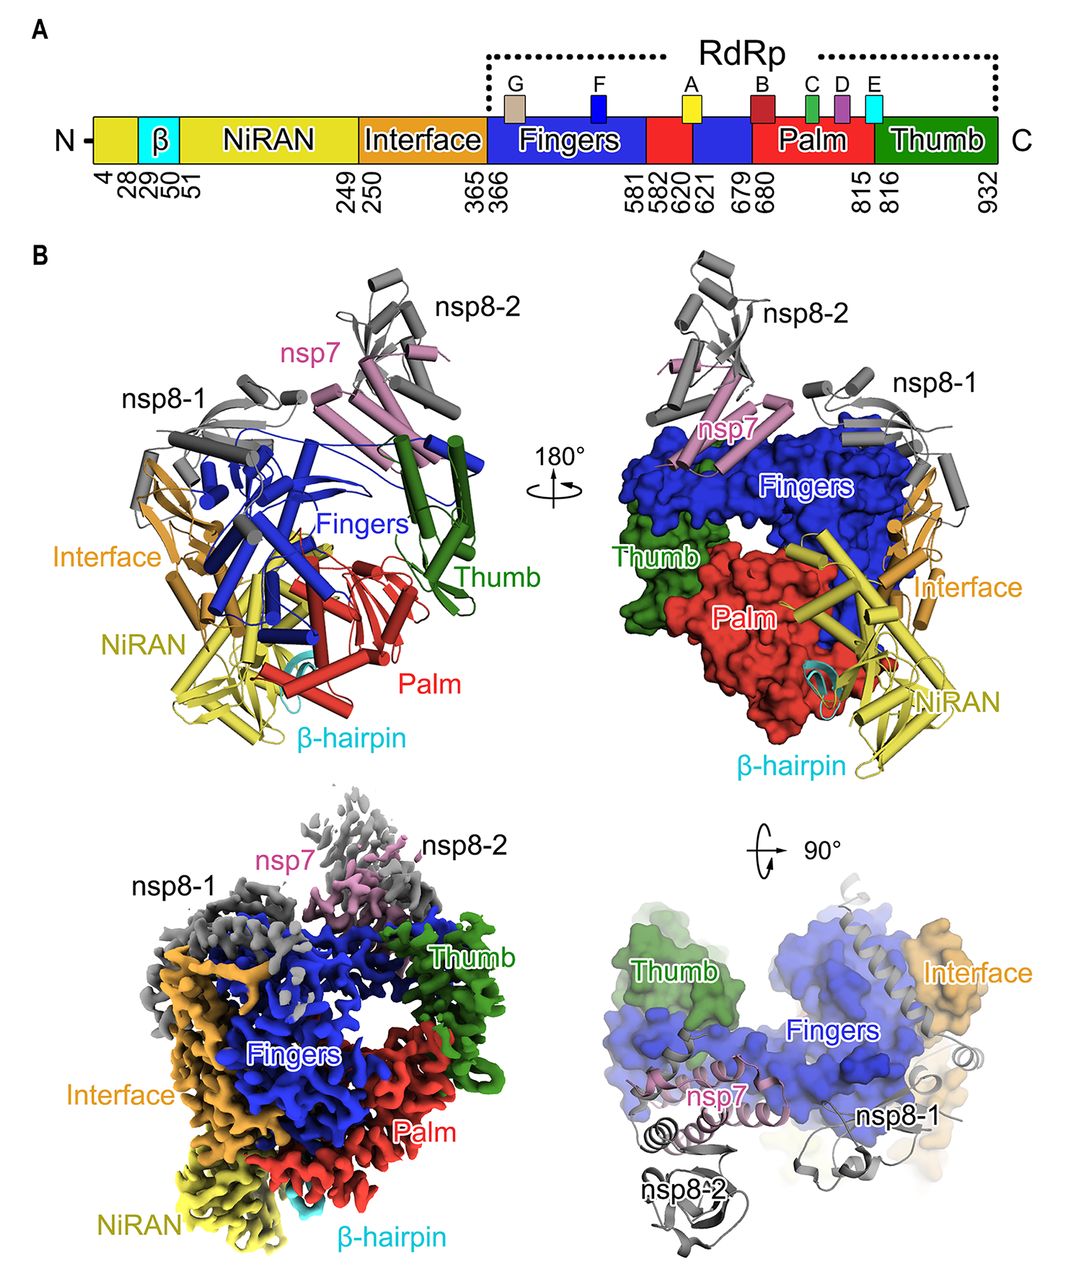 A
RdRp
G F A B C D E
N β NiRAN Interface Fingers Palm Thumb C
4 28 29 50 51 249 250 365 366 581 582 620 621 679 680 815 816 932
B
nsp8-2
nsp7
nsp8-1
Fingers
Interface
Thumb
NiRAN
Palm
β-hairpin
180°
nsp8-2
nsp8-1
nsp7
Fingers
Thumb
Interface
Palm
NiRAN
β-hairpin
90°
nsp8-2
nsp7
nsp8-1
Thumb
Fingers
Interface
Palm
NiRAN
β-hairpin
Thumb
Interface
Fingers
nsp7
nsp8-1
nsp8-2